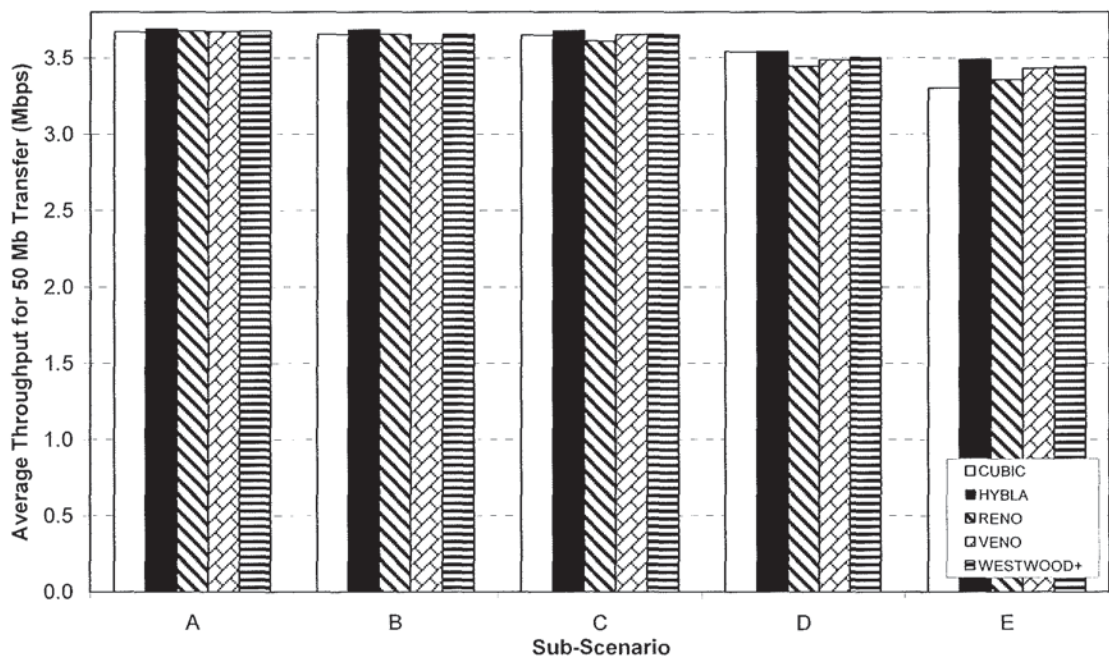 Average Throughput for 50 Mb Transfer (Mbps)
3.5
3.0
2.5
2.0
1.5
1.0
0.5
0.0
CUBIC
HYBLA
RENO
VENO
WESTWOOD+
A B C D E
Sub-Scenario